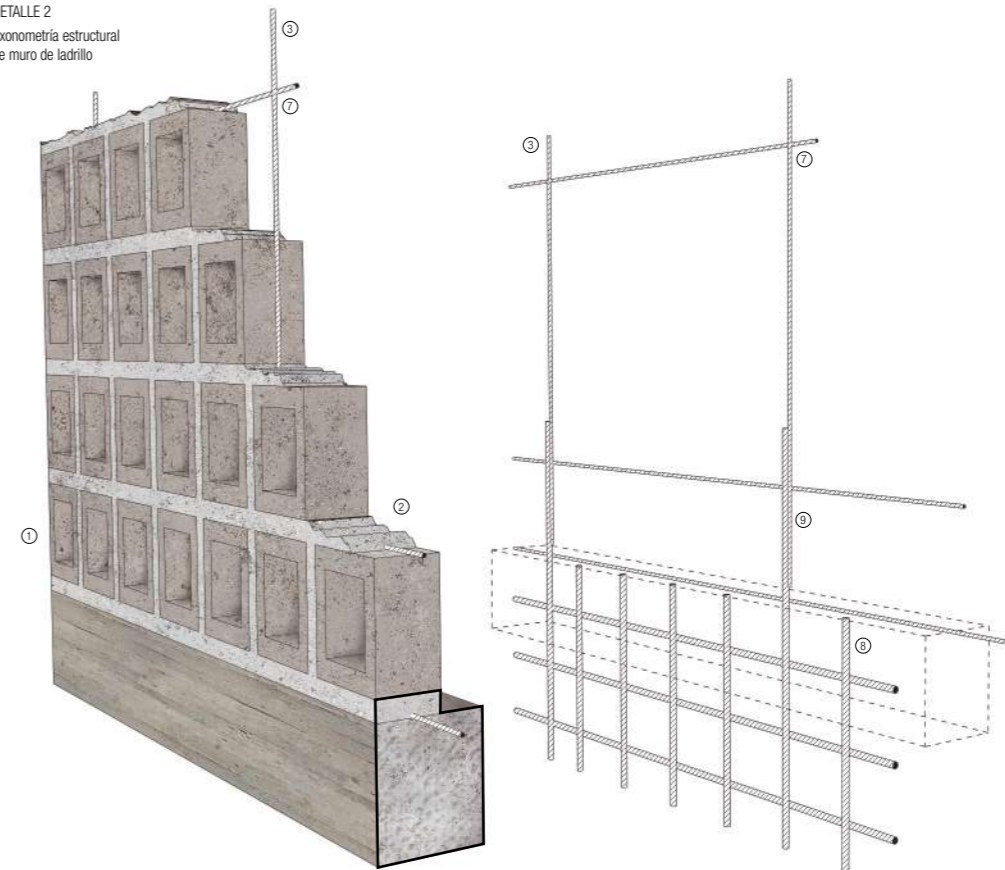 ETALLE 2
xonometría estructural
e muro de ladrillo
③
⑦
③
⑦
②
⑨
①
⑧